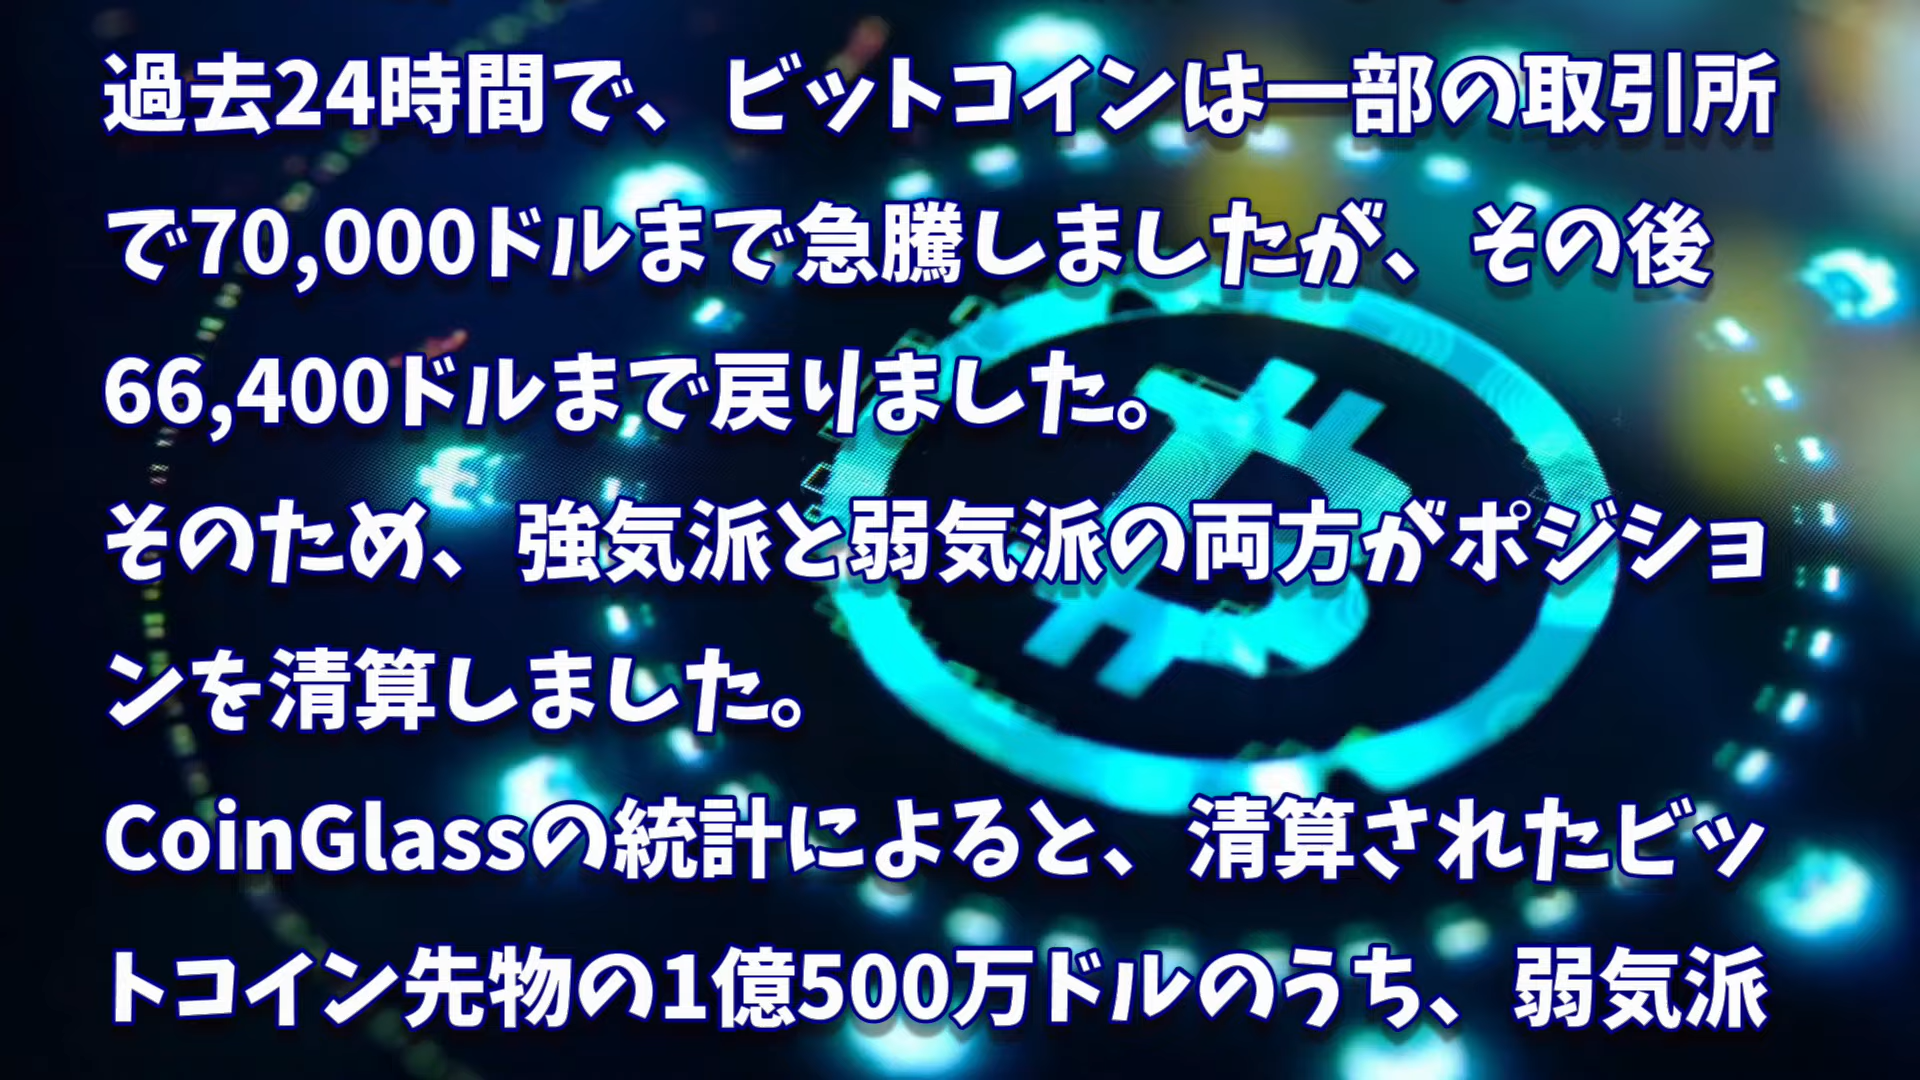 過去24時間で、ビットコインは一部の取引所
で70,000ドルまで急騰しましたが、その後
66,400ドルまで戻りました。
そのため、強気派と弱気派の両方がポジショ
ンを清算しました。
CoinGlassの統計によると、清算されたビッ
トコイン先物の1億500万ドルのうち、弱気派